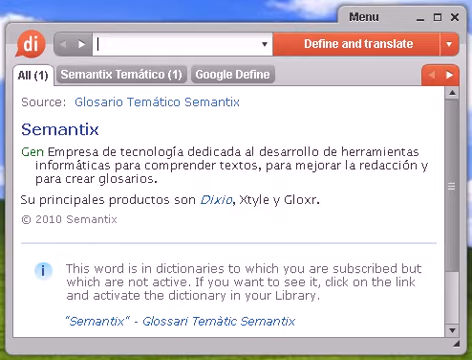 Menu
di
Define and translate
All (1)
Semantix Temático (1)
Google Define
Source: Glosario Temático Semantix
Semantix
Gen Empresa de tecnología dedicada al desarrollo de herramientas
informáticas para comprender textos, para mejorar la redacción y
para crear glosarios.
Su principales productos son Dixio, Xtyle y Gloxr.
© 2010 Semantix
i
This word is in dictionaries to which you are subscribed but
which are not active. If you want to see it, click on the link
and activate the dictionary in your Library.
"Semantix" - Glossari Temàtic Semantix